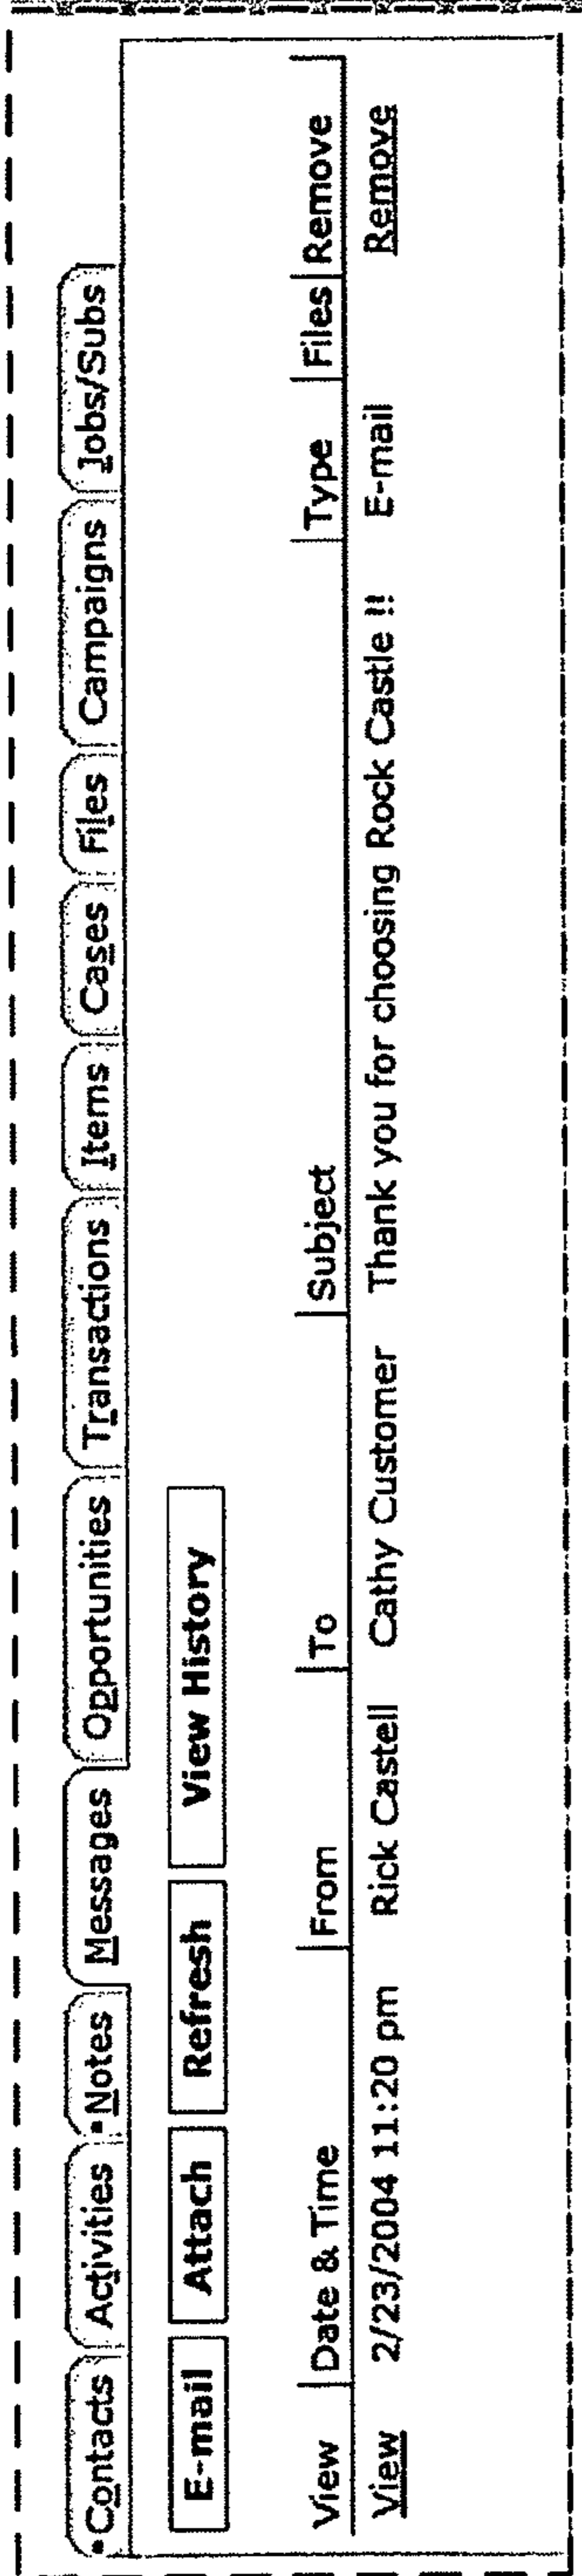 •Contacts Activities •Notes Messages Opportunities Transactions Items Cases Files Campaigns Jobs/Subs
E-mail Attach Refresh View History
View Date & Time From To Subject Type Files Remove
View 2/23/2004 11:20 pm Rick Castell Cathy Customer Thank you for choosing Rock Castle !! E-mail Remove